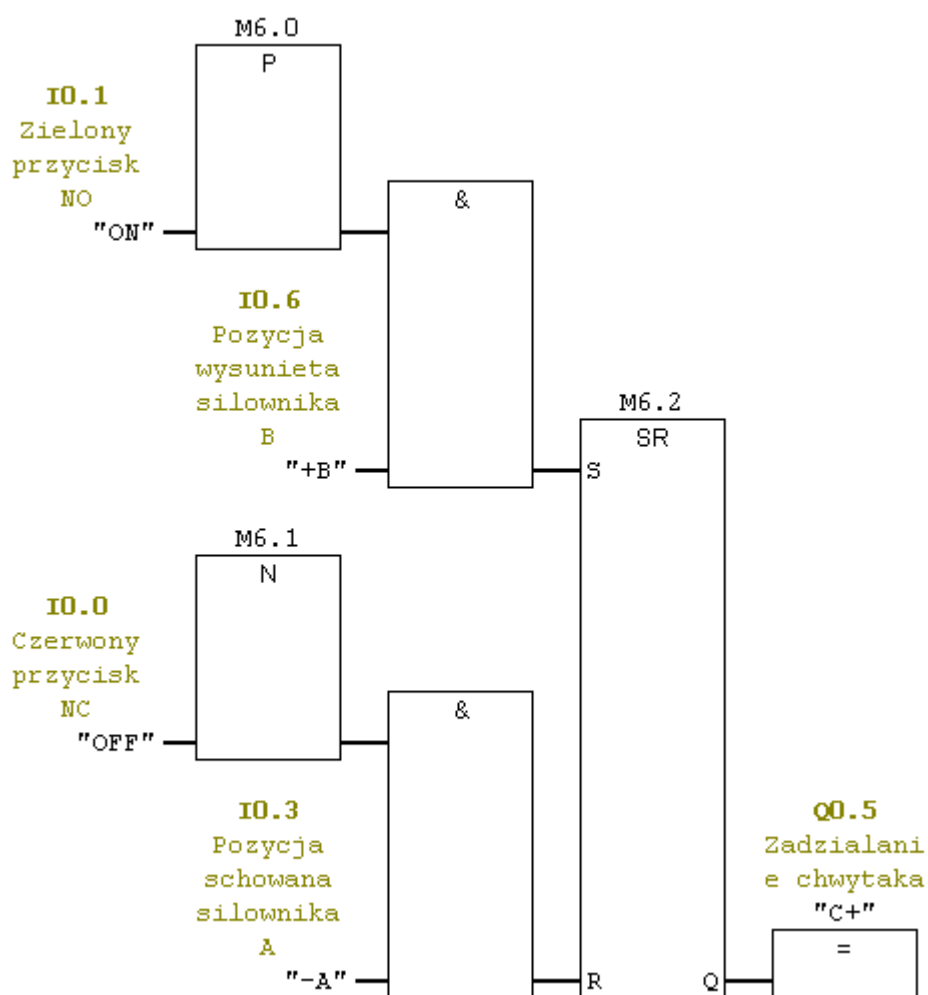 M6.0
P
I0.1
Zielony
przycisk
NO
"ON"
&
I0.6
Pozycja
wysunieta
silownika
B
"+B"
M6.2
SR
S
M6.1
N
I0.0
Czerwony
przycisk
NC
"OFF"
&
I0.3
Pozycja
schowana
silownika
A
"-A"
R
Q
Q0.5
Zadzialani
e chwytaka
"C+"
=